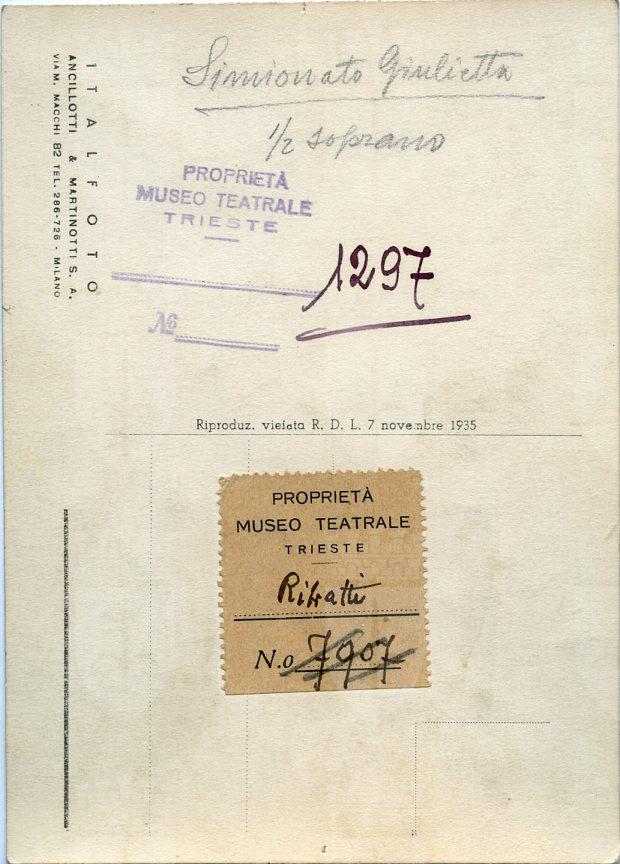 Simionato Giulietta
1/2 soprano
ITALFOTO
ANCILLOTTI & MARTINOTTI S. A.
VIA M. MACCHI 82 TEL. 286-726 - MILANO
PROPRIETÀ
MUSEO TEATRALE
TRIESTE
1297
No
Riproduz. vietata R. D. L. 7 novembre 1935
PROPRIETÀ
MUSEO TEATRALE
TRIESTE
Ritratti
N.o 7907